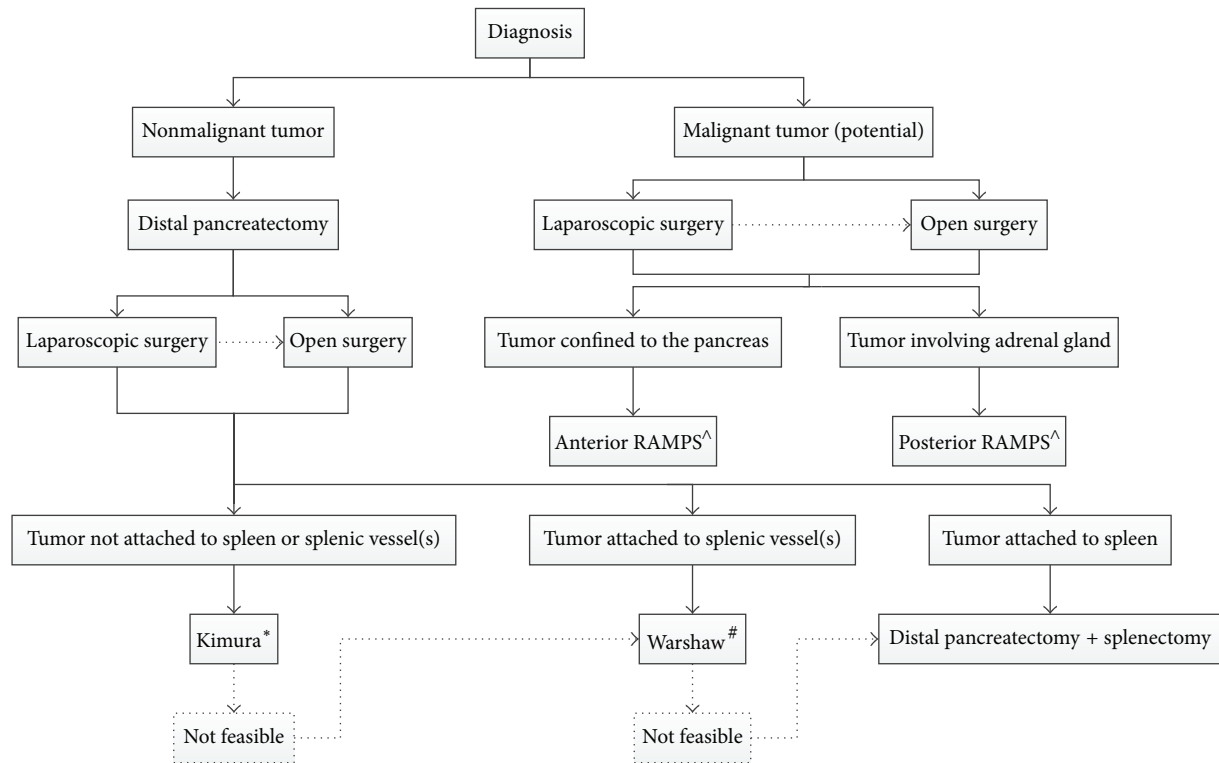 Diagnosis
Nonmalignant tumor
Malignant tumor (potential)
Distal pancreatectomy
Laparoscopic surgery
Open surgery
Laparoscopic surgery
Open surgery
Tumor confined to the pancreas
Tumor involving adrenal gland
Anterior RAMPS^
Posterior RAMPS^
Tumor not attached to spleen or splenic vessel(s)
Tumor attached to splenic vessel(s)
Tumor attached to spleen
Kimura*
Warshaw#
Distal pancreatectomy + splenectomy
Not feasible
Not feasible